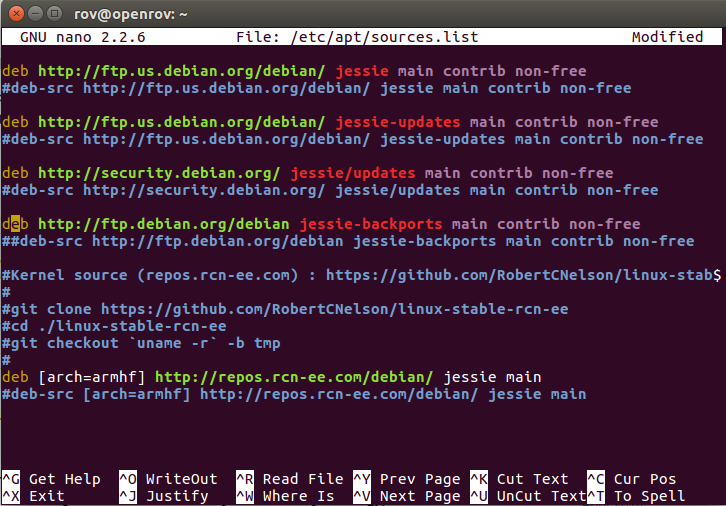 rov@openrov: ~
GNU nano 2.2.6 File: /etc/apt/sources.list Modified
deb http://ftp.us.debian.org/debian/ jessie main contrib non-free
#deb-src http://ftp.us.debian.org/debian/ jessie main contrib non-free
deb http://ftp.us.debian.org/debian/ jessie-updates main contrib non-free
#deb-src http://ftp.us.debian.org/debian/ jessie-updates main contrib non-free
deb http://security.debian.org/ jessie/updates main contrib non-free
#deb-src http://security.debian.org/ jessie/updates main contrib non-free
deb http://ftp.debian.org/debian jessie-backports main contrib non-free
##deb-src http://ftp.debian.org/debian jessie-backports main contrib non-free
#Kernel source (repos.rcn-ee.com) : https://github.com/RobertCNelson/linux-stab$
#
#git clone https://github.com/RobertCNelson/linux-stable-rcn-ee
#cd ./linux-stable-rcn-ee
#git checkout `uname -r` -b tmp
#
deb [arch=armhf] http://repos.rcn-ee.com/debian/ jessie main
#deb-src [arch=armhf] http://repos.rcn-ee.com/debian/ jessie main
^G Get Help ^O WriteOut ^R Read File ^Y Prev Page ^K Cut Text ^C Cur Pos
^X Exit ^J Justify ^W Where Is ^V Next Page ^U UnCut Text ^T To Spell